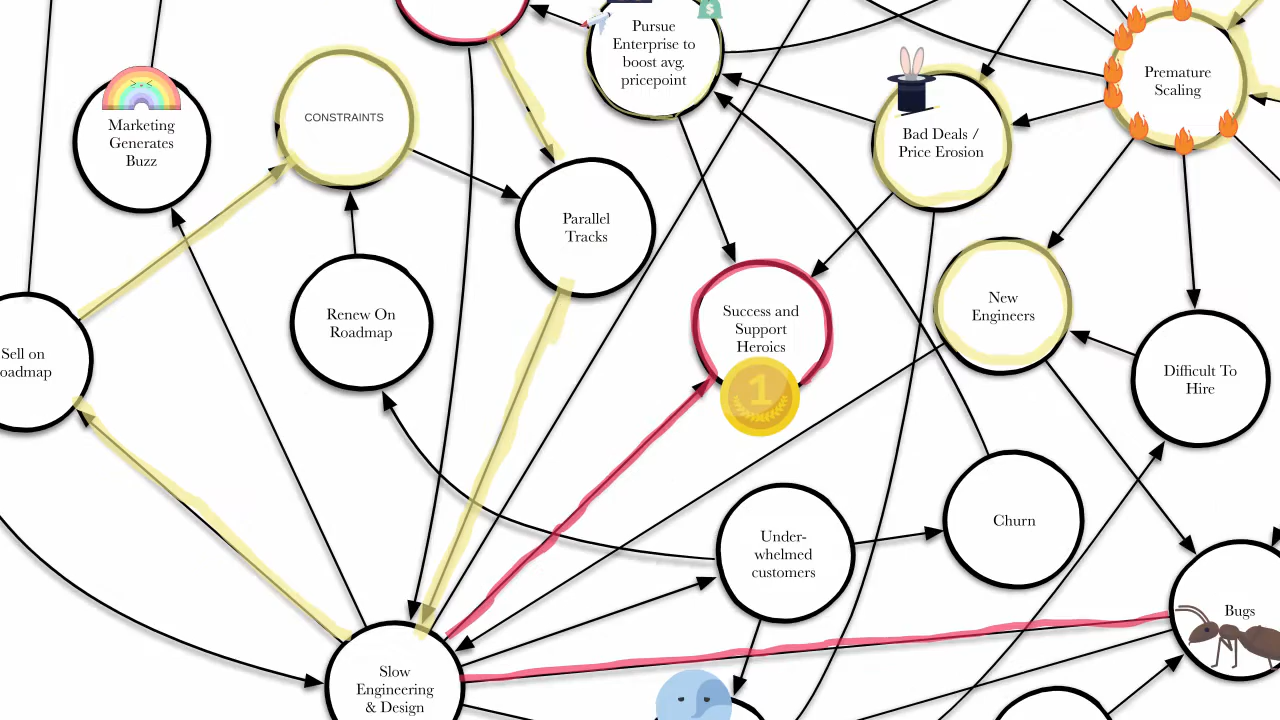 Pursue
Enterprise to
boost avg.
pricepoint
Premature
Scaling
Marketing
Generates
Buzz
CONSTRAINTS
Bad Deals /
Price Erosion
Parallel
Tracks
Renew On
Roadmap
Success and
Support
Heroics
1
New
Engineers
Sell on
oadmap
Difficult To
Hire
Churn
Under-
whelmed
customers
Bugs
Slow
Engineering
& Design
$